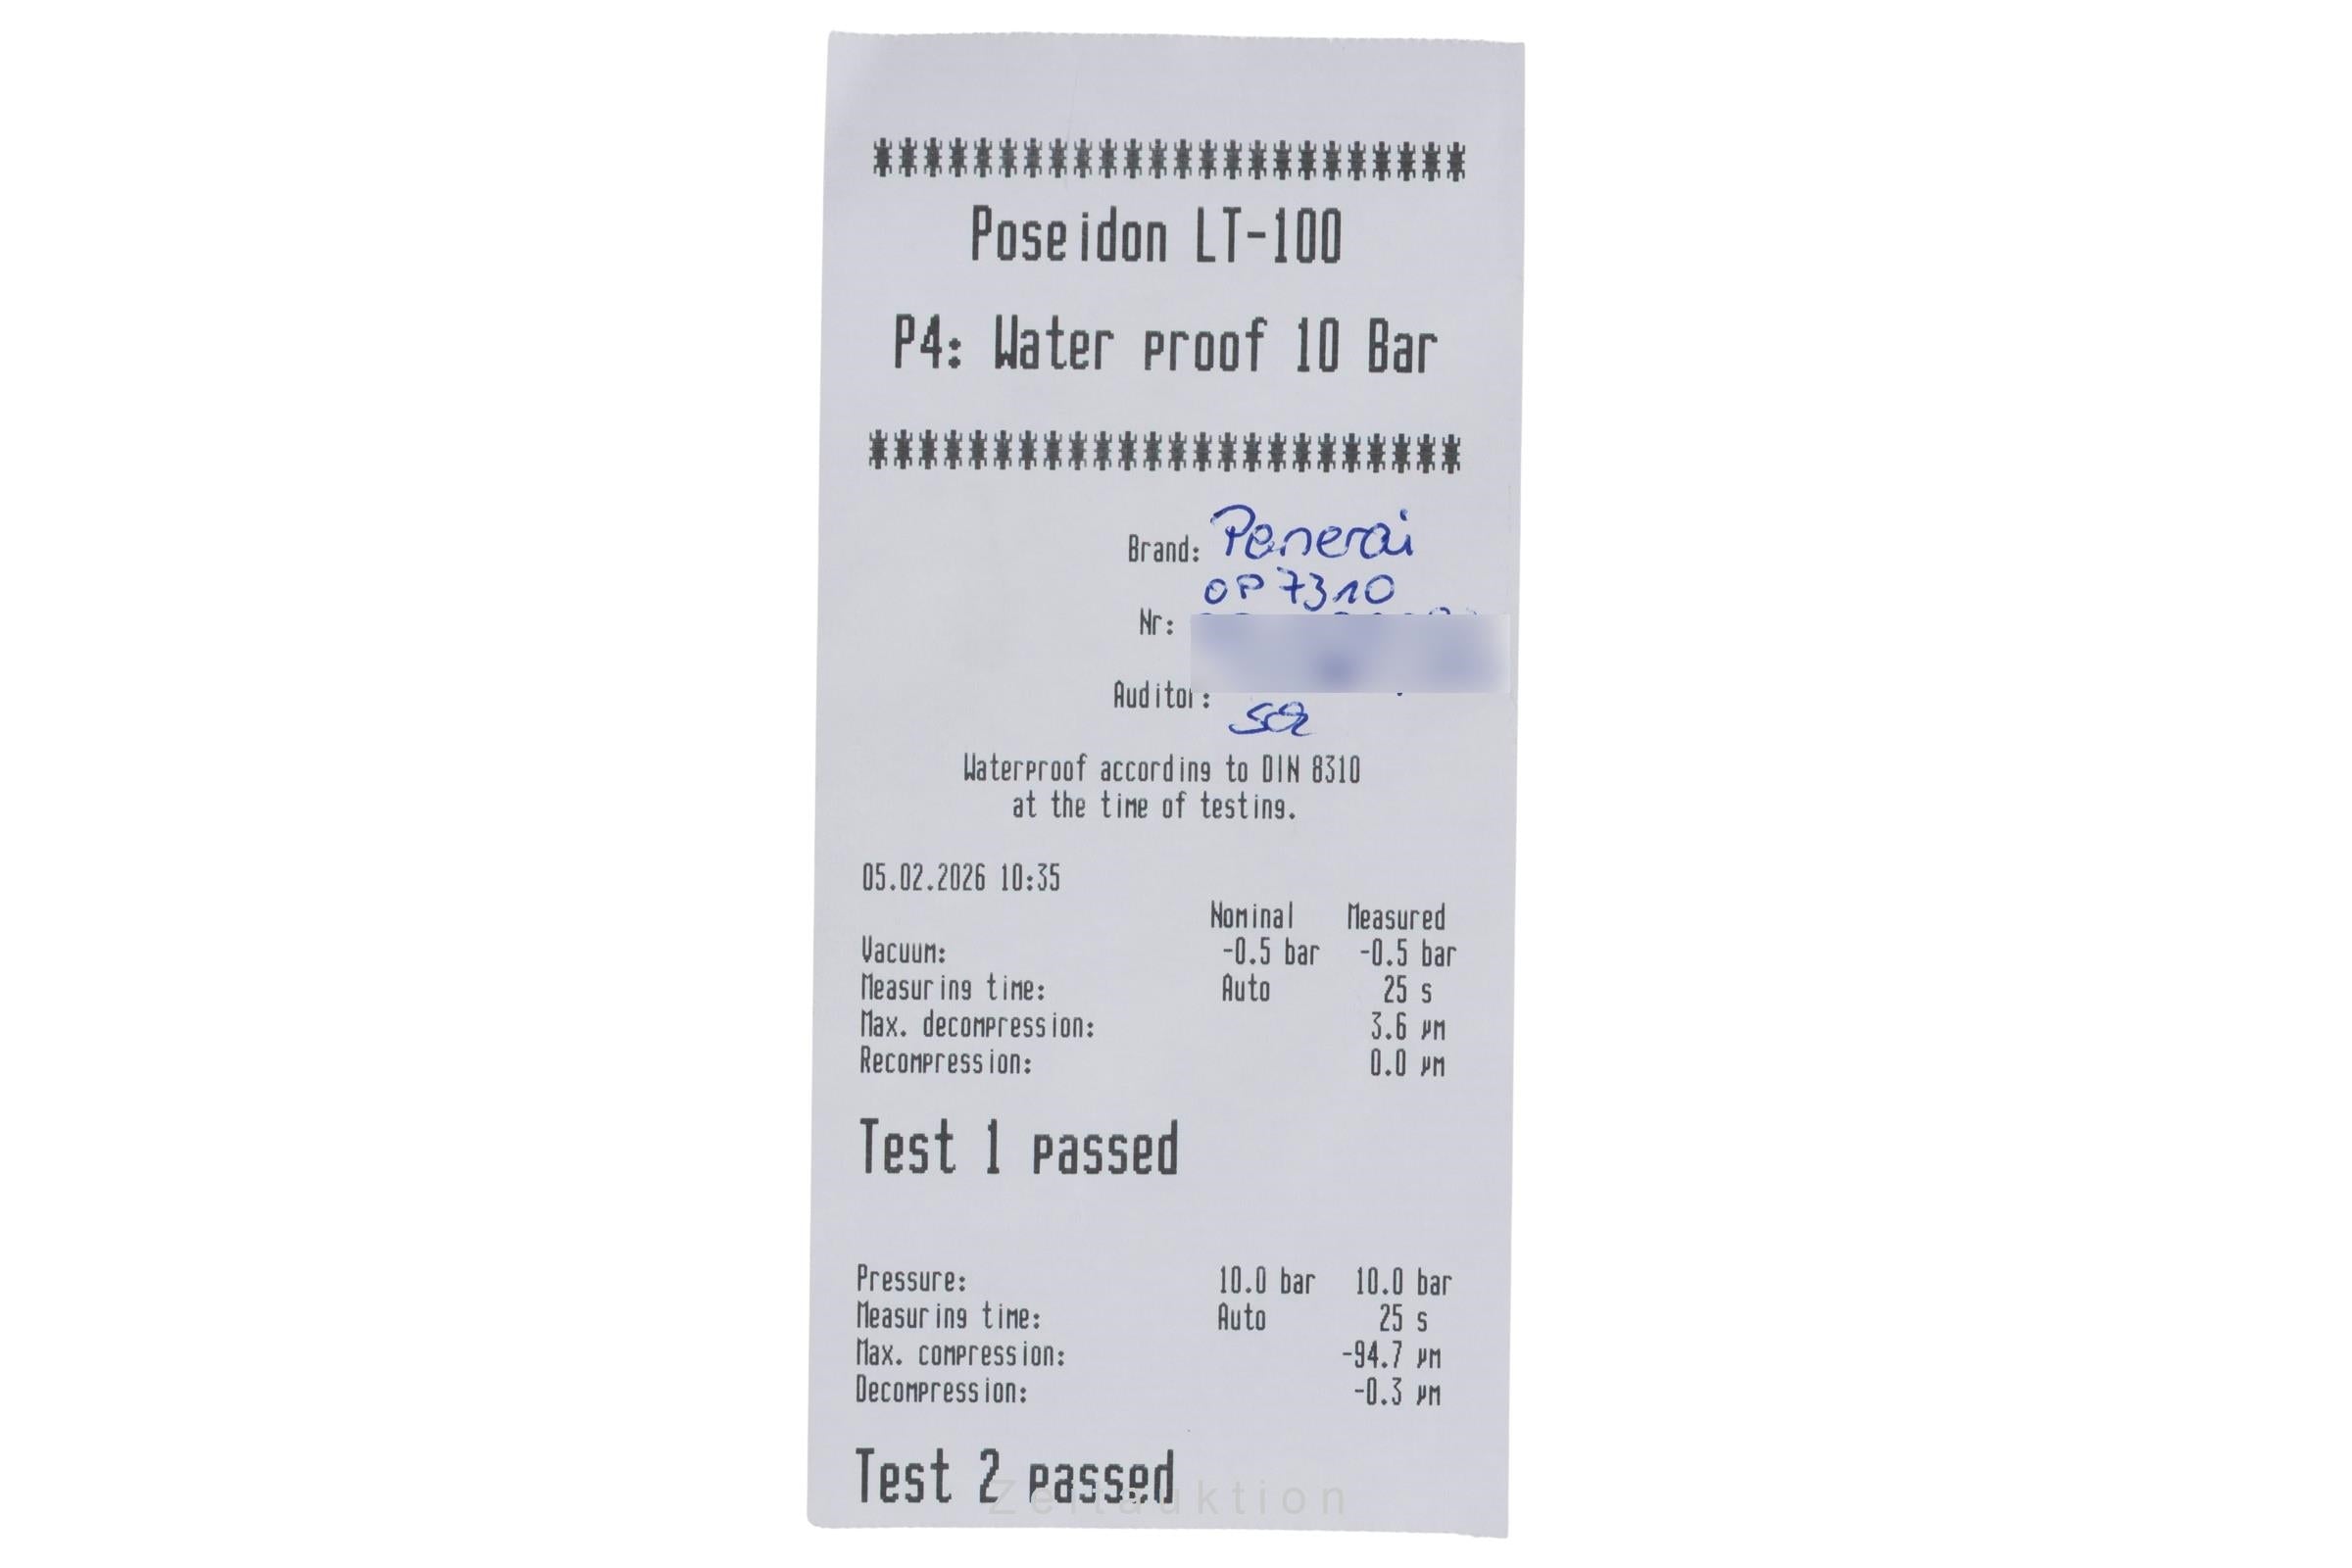 ************************
Poseidon LT-100
P4: Water proof 10 Bar
************************
Brand: Panerai
OP 7310
Nr:
Auditor:
Waterproof according to DIN 8310
at the time of testing.
05.02.2026 10:35
Nominal Measured
Vacuum: -0.5 bar -0.5 bar
Measuring time: Auto 25 s
Max. decompression: 3.6 µm
Recompression: 0.0 µm
Test 1 passed
Pressure: 10.0 bar 10.0 bar
Measuring time: Auto 25 s
Max. compression: -94.7 µm
Decompression: -0.3 µm
Test 2 passed
Zeitauktion